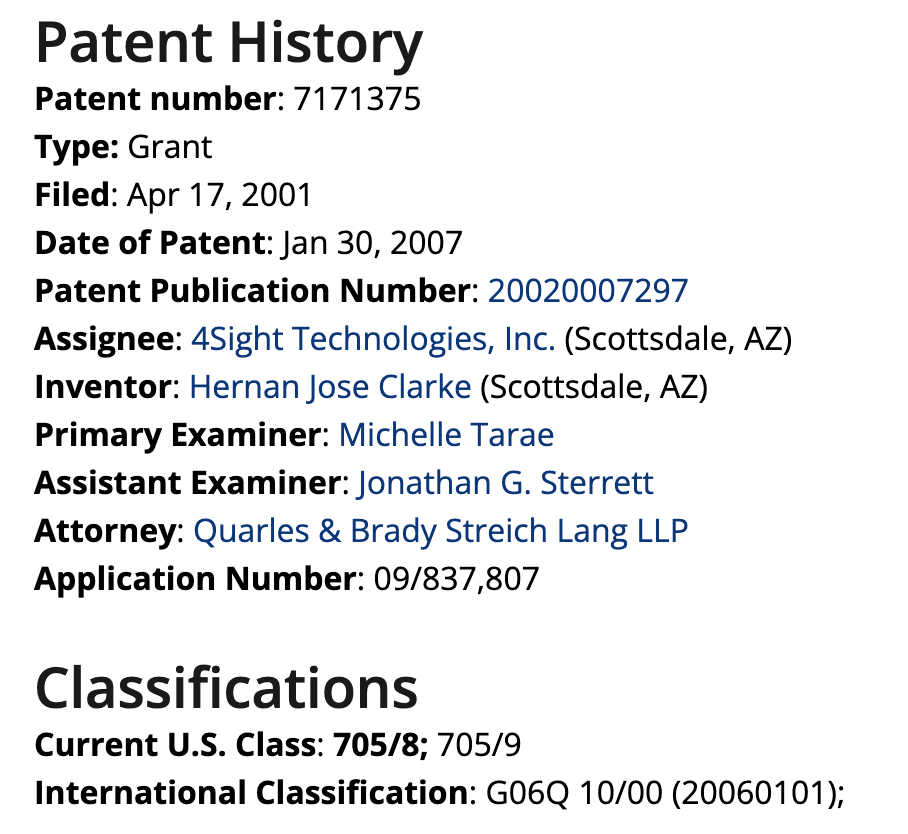 Patent History
Patent number: 7171375
Type: Grant
Filed: Apr 17, 2001
Date of Patent: Jan 30, 2007
Patent Publication Number: 20020007297
Assignee: 4Sight Technologies, Inc. (Scottsdale, AZ)
Inventor: Hernan Jose Clarke (Scottsdale, AZ)
Primary Examiner: Michelle Tarae
Assistant Examiner: Jonathan G. Sterrett
Attorney: Quarles & Brady Streich Lang LLP
Application Number: 09/837,807
Classifications
Current U.S. Class: 705/8; 705/9
International Classification: G06Q 10/00 (20060101);